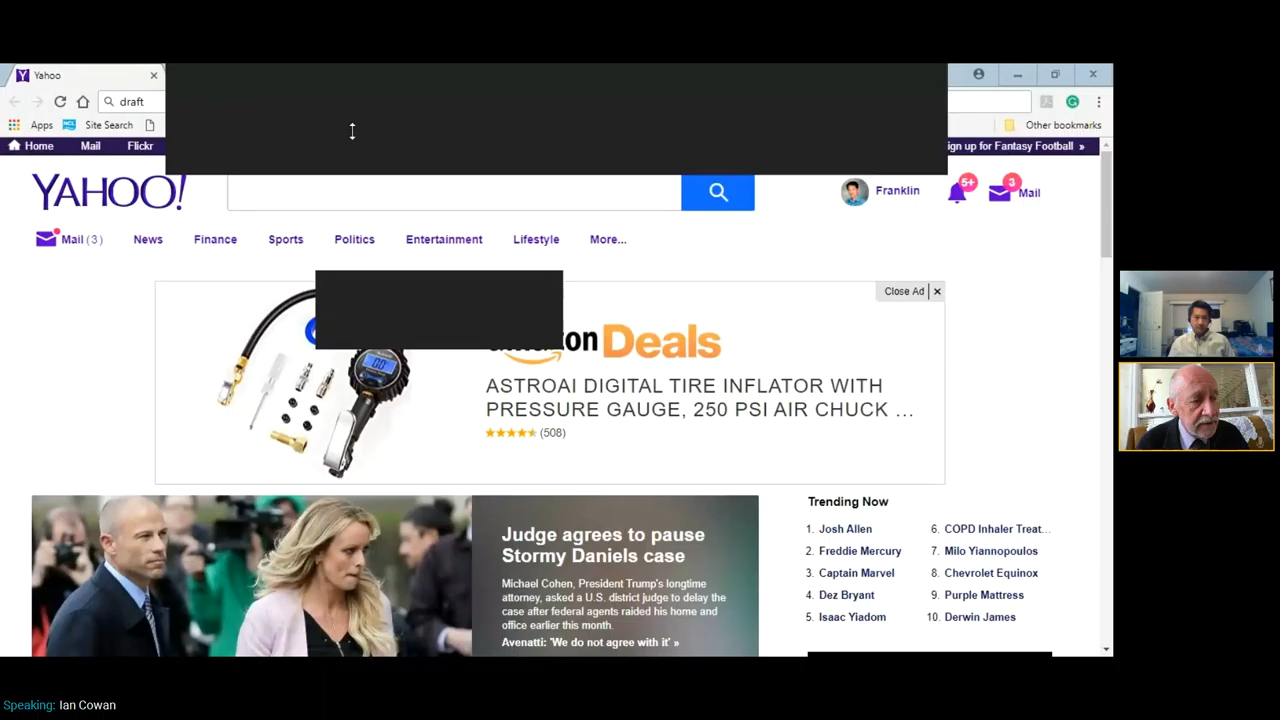 Yahoo
draft
Apps
Site Search
Other bookmarks
Home
Mail
Flickr
ign up for Fantasy Football »
YAHOO!
Franklin
5+
3
Mail
Mail (3)
News
Finance
Sports
Politics
Entertainment
Lifestyle
More...
Close Ad
on Deals
ASTROAI DIGITAL TIRE INFLATOR WITH
PRESSURE GAUGE, 250 PSI AIR CHUCK ...
(508)
Judge agrees to pause
Stormy Daniels case
Michael Cohen, President Trump's longtime
attorney, asked a U.S. district judge to delay the
case after federal agents raided his home and
office earlier this month.
Avenatti: 'We do not agree with it' »
Trending Now
1. Josh Allen
2. Freddie Mercury
3. Captain Marvel
4. Dez Bryant
5. Isaac Yiadom
6. COPD Inhaler Treat...
7. Milo Yiannopoulos
8. Chevrolet Equinox
9. Purple Mattress
10. Derwin James
Speaking: Ian Cowan